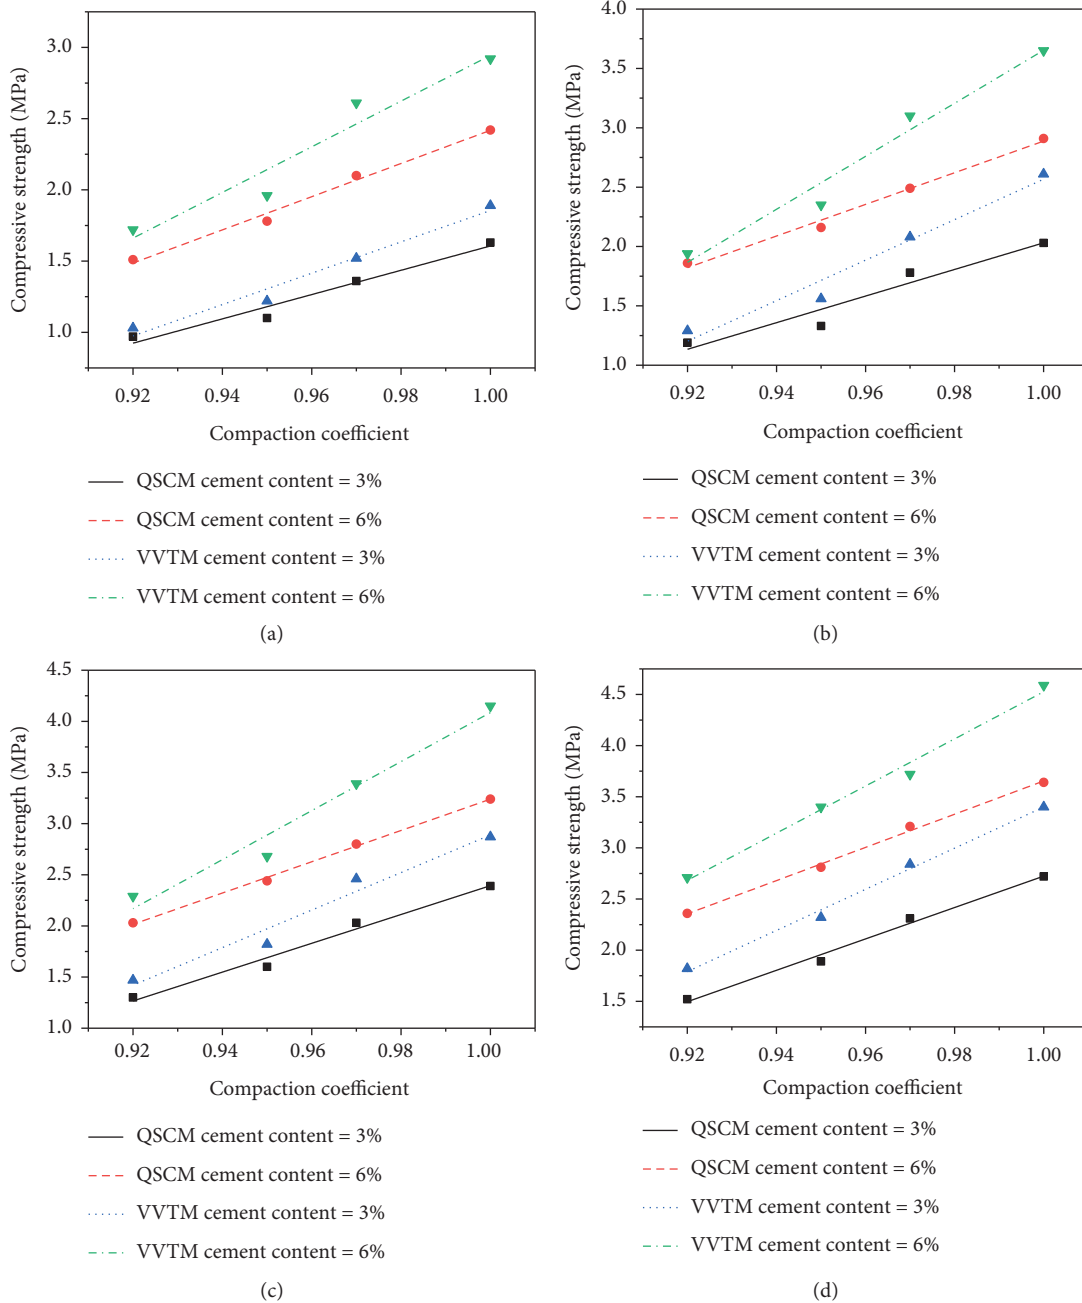 Compressive strength (MPa)
3.0
2.5
2.0
1.5
1.0
0.92 0.94 0.96 0.98 1.00
Compaction coefficient
QSCM cement content = 3%
QSCM cement content = 6%
VVTM cement content = 3%
VVTM cement content = 6%
(a)
Compressive strength (MPa)
4.0
3.5
3.0
2.5
2.0
1.5
1.0
0.92 0.94 0.96 0.98 1.00
Compaction coefficient
QSCM cement content = 3%
QSCM cement content = 6%
VVTM cement content = 3%
VVTM cement content = 6%
(b)
Compressive strength (MPa)
4.5
4.0
3.5
3.0
2.5
2.0
1.5
1.0
0.92 0.94 0.96 0.98 1.00
Compaction coefficient
QSCM cement content = 3%
QSCM cement content = 6%
VVTM cement content = 3%
VVTM cement content = 6%
(c)
Compressive strength (MPa)
4.5
4.0
3.5
3.0
2.5
2.0
1.5
0.92 0.94 0.96 0.98 1.00
Compaction coefficient
QSCM cement content = 3%
QSCM cement content = 6%
VVTM cement content = 3%
VVTM cement content = 6%
(d)